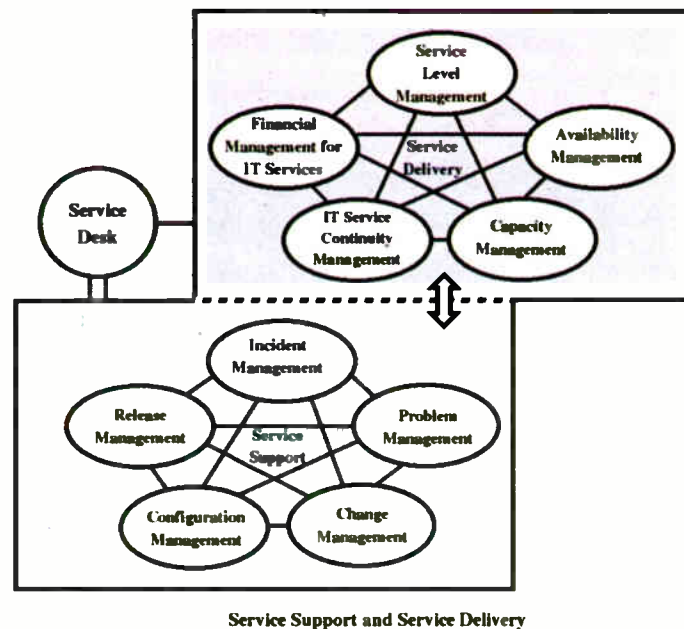 Service
Level
Management
Financial
Management for
IT Services
Service
Delivery
Availability
Management
Service
Desk
IT Service
Continuity
Management
Capacity
Management
Incident
Management
Release
Management
Service
Support
Problem
Management
Configuration
Management
Change
Management
Service Support and Service Delivery